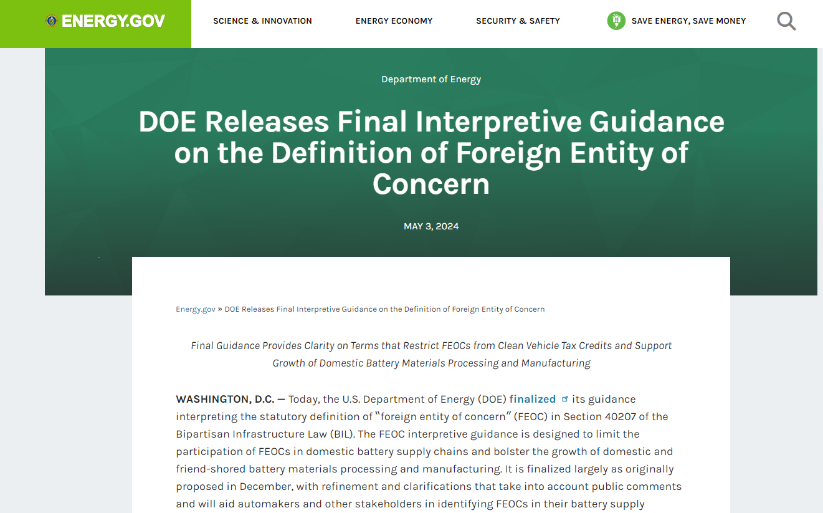 ENERGY.GOV SCIENCE & INNOVATION ENERGY ECONOMY SECURITY & SAFETY SAVE ENERGY, SAVE MONEY
Department of Energy
DOE Releases Final Interpretive Guidance
on the Definition of Foreign Entity of
Concern
MAY 3, 2024
Energy.gov » DOE Releases Final Interpretive Guidance on the Definition of Foreign Entity of Concern
Final Guidance Provides Clarity on Terms that Restrict FEOCs from Clean Vehicle Tax Credits and Support
Growth of Domestic Battery Materials Processing and Manufacturing
WASHINGTON, D.C. — Today, the U.S. Department of Energy (DOE) finalized its guidance
interpreting the statutory definition of "foreign entity of concern" (FEOC) in Section 40207 of the
Bipartisan Infrastructure Law (BIL). The FEOC interpretive guidance is designed to limit the
participation of FEOCs in domestic battery supply chains and bolster the growth of domestic and
friend-shored battery materials processing and manufacturing. It is finalized largely as originally
proposed in December, with refinement and clarifications that take into account public comments
and will aid automakers and other stakeholders in identifying FEOCs in their battery supply